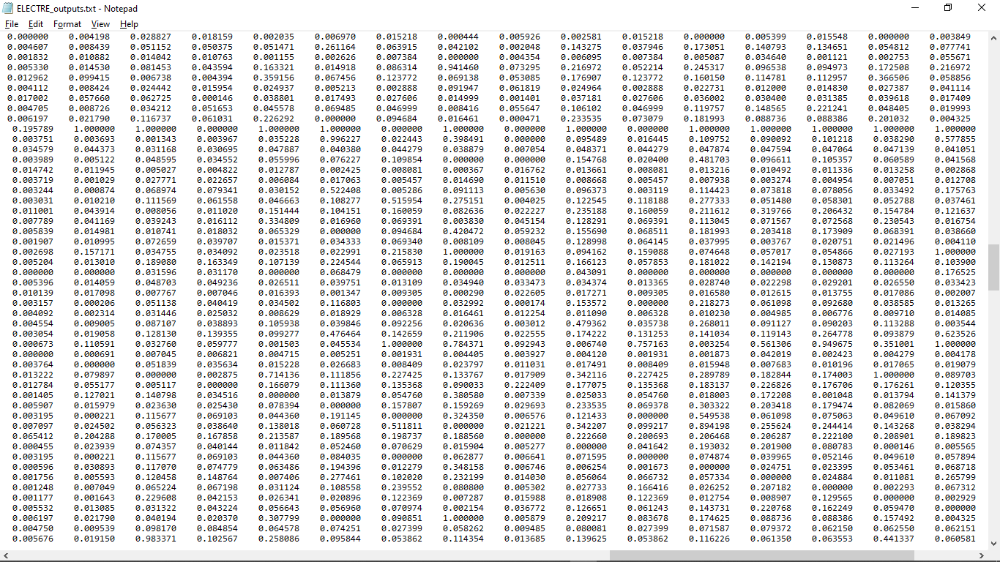 ELECTRE_outputs.txt - Notepad
File Edit Format View Help
0.000000 0.004198 0.028827 0.018159 0.002035 0.006970 0.015218 0.000444 0.005926 0.002581 0.015218 0.000000 0.005399 0.015548 0.000000 0.003849
0.004607 0.008439 0.051152 0.050375 0.051471 0.261164 0.063915 0.042102 0.002048 0.143275 0.037946 0.173051 0.140793 0.134651 0.054812 0.077741
0.001832 0.010882 0.014042 0.010763 0.001155 0.002626 0.007384 0.000000 0.004354 0.006095 0.007384 0.005087 0.034640 0.001121 0.002753 0.055671
0.005330 0.014530 0.081453 0.043594 0.163321 0.014918 0.086314 0.941460 0.073295 0.216972 0.052214 0.245317 0.096538 0.094973 0.172508 0.216972
0.012962 0.099415 0.006738 0.004394 0.359156 0.067456 0.123772 0.069138 0.053085 0.176907 0.123772 0.160150 0.114781 0.112957 0.366506 0.058856
0.004112 0.008424 0.024442 0.015954 0.024937 0.005213 0.002888 0.091947 0.061819 0.024964 0.002888 0.022731 0.012000 0.014830 0.027387 0.041114
0.017002 0.057660 0.062725 0.000146 0.038801 0.017493 0.027606 0.014999 0.001401 0.037181 0.027606 0.036002 0.030400 0.031385 0.039618 0.017409
0.004705 0.008726 0.034212 0.051653 0.045578 0.069485 0.046999 0.008416 0.055647 0.106102 0.046999 0.119757 0.148565 0.221241 0.048405 0.019993
0.006197 0.021790 0.116737 0.061031 0.226292 0.000000 0.094684 0.016461 0.000471 0.233535 0.073079 0.181993 0.088736 0.088386 0.201032 0.004325
0.195789 1.000000 1.000000 0.000000 1.000000 1.000000 0.000000 1.000000 0.000000 1.000000 0.000000 1.000000 1.000000 1.000000 1.000000 1.000000
0.003751 0.003693 0.001343 0.003967 0.035228 0.996227 0.022443 0.398491 0.000000 0.095489 0.016445 0.109752 0.090092 0.101218 0.038290 0.577855
0.034579 0.044373 0.031168 0.030695 0.047887 0.040380 0.044279 0.038879 0.007054 0.048371 0.044279 0.047874 0.047594 0.047064 0.047139 0.041051
0.003989 0.005122 0.048595 0.034552 0.055996 0.076227 0.109854 0.000000 0.000000 0.154768 0.020400 0.481703 0.096611 0.105357 0.060589 0.041568
0.014742 0.011945 0.005027 0.004822 0.012787 0.002425 0.008081 0.000367 0.016762 0.013661 0.008081 0.013216 0.010492 0.011336 0.013258 0.002868
0.003719 0.001029 0.027771 0.022657 0.006084 0.017063 0.005457 0.014690 0.011510 0.008668 0.005457 0.007938 0.003274 0.004954 0.007051 0.012708
0.003244 0.000874 0.068974 0.079341 0.030152 0.522408 0.005286 0.091113 0.005630 0.096373 0.003119 0.114423 0.073818 0.078056 0.033492 0.175763
0.003031 0.010210 0.111569 0.061558 0.046663 0.108277 0.515954 0.275151 0.004025 0.122545 0.118188 0.277333 0.051480 0.058301 0.052788 0.037461
0.011001 0.043914 0.008056 0.011020 0.151444 0.104151 0.160059 0.082636 0.022227 0.235188 0.160059 0.211612 0.319766 0.206432 0.154784 0.121637
0.007789 0.041169 0.039243 0.016112 0.334809 0.016960 0.069391 0.003830 0.045154 0.128291 0.069391 0.113045 0.071567 0.072568 0.230543 0.016754
0.005839 0.014981 0.010741 0.018032 0.065329 0.000000 0.094684 0.420472 0.059232 0.155690 0.068511 0.181993 0.203418 0.173909 0.068391 0.038660
0.001907 0.010995 0.072659 0.039707 0.015371 0.034333 0.069340 0.008109 0.008045 0.128998 0.064145 0.037995 0.003767 0.020751 0.021496 0.004110
0.002698 0.157171 0.034755 0.034092 0.023518 0.022991 0.215830 1.000000 0.019163 0.094162 0.159088 0.074648 0.057017 0.054866 0.027193 1.000000
0.005204 0.013010 0.189080 0.163349 0.107139 0.224544 0.065913 0.190045 0.012511 0.166123 0.057853 0.181022 0.142194 0.130873 0.113264 0.103900
0.000000 0.000000 0.031596 0.031170 0.000000 0.068479 0.000000 0.000000 0.000000 0.043091 0.000000 0.000000 0.000000 0.000000 0.000000 0.176525
0.005396 0.014059 0.048703 0.049236 0.026511 0.039751 0.013109 0.034940 0.033473 0.034374 0.013365 0.028740 0.022298 0.029201 0.026550 0.033423
0.010139 0.017098 0.007767 0.007046 0.016393 0.001347 0.009305 0.000290 0.022605 0.017271 0.009305 0.016580 0.012615 0.013755 0.017086 0.002007
0.003157 0.000206 0.051138 0.040419 0.034502 0.116803 0.000000 0.032992 0.000174 0.153572 0.000000 0.218273 0.061098 0.092680 0.038585 0.013265
0.004092 0.002314 0.031446 0.025032 0.008629 0.018929 0.006328 0.016461 0.012254 0.011090 0.006328 0.010230 0.004985 0.006776 0.009710 0.014085
0.004554 0.009005 0.087107 0.038893 0.105938 0.039846 0.092256 0.020636 0.003012 0.479362 0.035738 0.268011 0.091127 0.090203 0.113288 0.003544
0.003054 0.019058 0.128130 0.139355 0.099277 0.476464 0.142659 0.211906 0.022555 0.174222 0.131253 0.141034 0.119143 0.264778 0.093879 0.623526
0.000673 0.110591 0.032760 0.059777 0.001503 0.045534 1.000000 0.784371 0.092943 0.006740 0.757163 0.003254 0.561306 0.949675 0.351001 1.000000
0.000000 0.000691 0.007045 0.006821 0.004715 0.005251 0.001931 0.004405 0.003927 0.004120 0.001931 0.001873 0.042019 0.002423 0.004279 0.004178
0.003764 0.000000 0.051839 0.035634 0.015228 0.026683 0.008409 0.023797 0.011031 0.017491 0.008409 0.015948 0.007683 0.010196 0.017065 0.019079
0.013222 0.079897 0.000000 0.002875 0.714136 0.111856 0.227425 0.133767 0.017909 0.342116 0.227425 0.289789 0.182844 0.174003 1.000000 0.089703
0.012784 0.055177 0.005117 0.000000 0.166079 0.111360 0.135368 0.090033 0.222409 0.177075 0.135368 0.183137 0.226826 0.176706 0.176261 0.120355
0.001405 0.127021 0.140798 0.034516 0.000000 0.013879 0.054760 0.380580 0.007339 0.025033 0.054760 0.018003 0.172208 0.001048 0.013794 0.141379
0.005907 0.015979 0.023630 0.025430 0.078394 0.000000 0.157807 0.159269 0.029693 0.233535 0.069378 0.303322 0.203418 0.179474 0.082069 0.015860
0.003195 0.000221 0.115677 0.069103 0.044360 0.191145 0.000000 0.324350 0.006576 0.121433 0.000000 0.549538 0.061098 0.075063 0.049610 0.067092
0.007097 0.024502 0.056323 0.038640 0.138018 0.060728 0.511811 0.000000 0.021221 0.342207 0.099217 0.894198 0.255624 0.244414 0.143268 0.038294
0.065412 0.204288 0.170005 0.167858 0.213587 0.189568 0.198737 0.188560 0.000000 0.222660 0.200693 0.206468 0.206287 0.222100 0.208901 0.189823
0.000455 0.023939 0.074357 0.040144 0.011842 0.052460 0.070629 0.015904 0.005277 0.000000 0.041642 0.193032 0.201900 0.080783 0.000146 0.005565
0.003195 0.000221 0.115677 0.069103 0.044360 0.084035 0.000000 0.062877 0.006641 0.071595 0.000000 0.074874 0.039965 0.052146 0.049610 0.057894
0.000596 0.030893 0.117070 0.074779 0.063486 0.194396 0.012279 0.348158 0.006746 0.006254 0.001673 0.000000 0.024751 0.023395 0.053461 0.068718
0.001756 0.005593 0.120458 0.148764 0.007406 0.277461 0.102020 0.232199 0.014030 0.056064 0.066732 0.057334 0.000000 0.024884 0.011081 0.265799
0.001248 0.007049 0.065224 0.067198 0.031124 0.108558 0.239552 0.080800 0.005302 0.027733 0.166416 0.026252 0.207182 0.000000 0.002293 0.067312
0.001177 0.001643 0.229608 0.042153 0.026341 0.020896 0.122369 0.007287 0.015988 0.018908 0.122369 0.012754 0.008907 0.129565 0.000000 0.002929
0.005532 0.013085 0.031322 0.043224 0.056643 0.056960 0.070974 0.002154 0.036772 0.126651 0.061243 0.143731 0.220768 0.162249 0.059470 0.000000
0.006197 0.021790 0.040194 0.020370 0.307799 0.000000 0.090851 1.000000 0.005879 0.209217 0.083678 0.174625 0.088736 0.088386 0.157492 0.004325
0.004750 0.009539 0.098170 0.084854 0.064578 0.074251 0.027399 0.058262 0.009485 0.080081 0.027399 0.071587 0.079372 0.062150 0.062550 0.062151
0.005676 0.019150 0.983371 0.102567 0.258086 0.095844 0.053862 0.114354 0.013685 0.139625 0.053862 0.116226 0.061350 0.063553 0.441337 0.060581